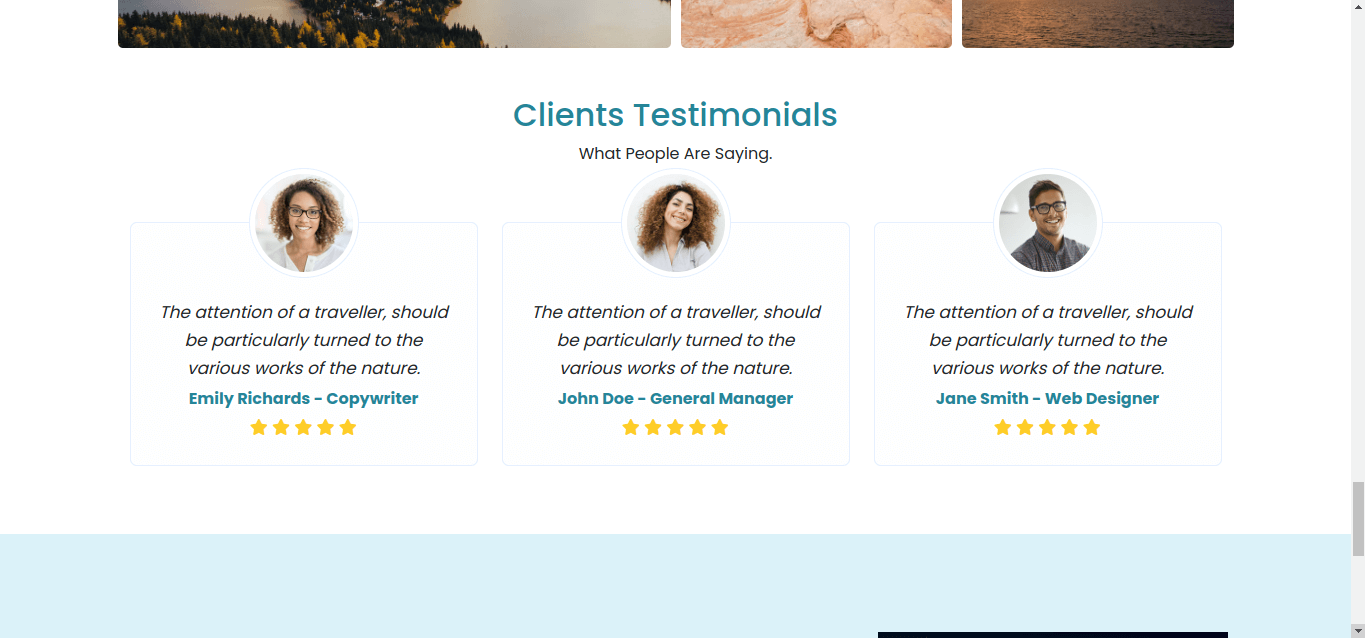 Clients Testimonials
What People Are Saying.
The attention of a traveller, should
be particularly turned to the
various works of the nature.
Emily Richards - Copywriter
The attention of a traveller, should
be particularly turned to the
various works of the nature.
John Doe - General Manager
The attention of a traveller, should
be particularly turned to the
various works of the nature.
Jane Smith - Web Designer